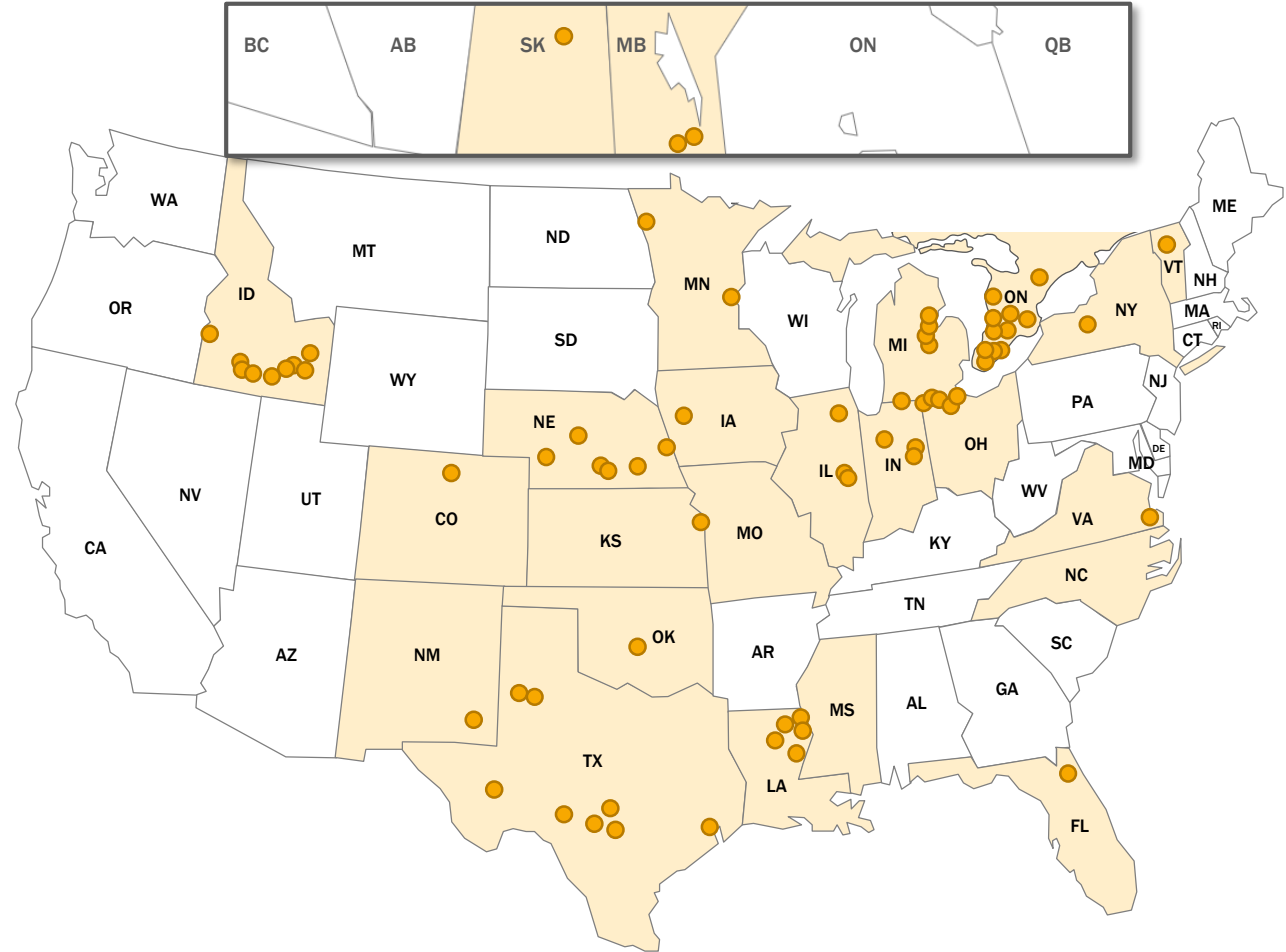 BC AB SK MB ON QB
WA
MT
ND
MN
WI
ME
VT
NH
NY
MA
RI
CT
OR
ID
SD
WY
MI
ON
IA
NE
PA
NJ
NV
UT
CO
IL
IN
OH
DE
MD
WV
VA
CA
KS
MO
KY
NC
TN
AZ
NM
OK
AR
SC
MS
AL
GA
TX
LA
FL